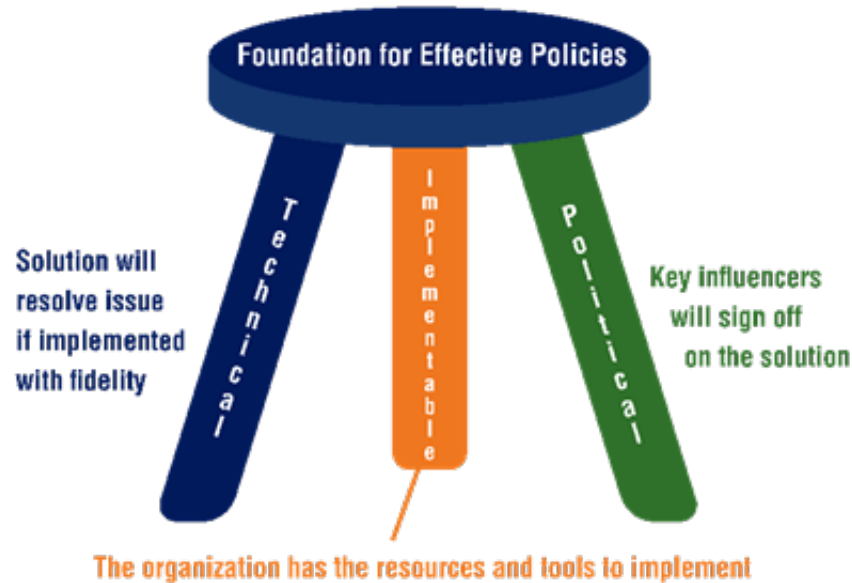 Foundation for Effective Policies
Technical
Implementable
Political
Solution will
resolve issue
if implemented
with fidelity
Key influencers
will sign off
on the solution
The organization has the resources and tools to implement